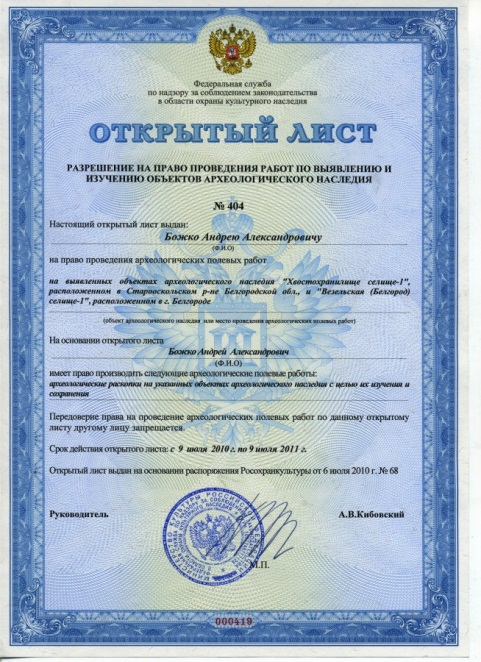 Федеральная служба
по надзору за соблюдением законодательства
в области охраны культурного наследия
ОТКРЫТЫЙ ЛИСТ
РАЗРЕШЕНИЕ НА ПРАВО ПРОВЕДЕНИЯ РАБОТ ПО ВЫЯВЛЕНИЮ И
ИЗУЧЕНИЮ ОБЪЕКТОВ АРХЕОЛОГИЧЕСКОГО НАСЛЕДИЯ
№ 404
Настоящий открытый лист выдан:
Божко Андрею Александровичу
(Ф.И.О)
на право проведения археологических полевых работ
на выявленных объектах археологического наследия "Хвостохранилище селище-1",
расположенном в Старооскольском р-не Белгородской обл., и "Везельская (Белгород)
селище-1", расположенном в г. Белгороде
(объект археологического наследия или место проведения археологических полевых работ)
На основании открытого листа
Божко Андрей Александрович
(Ф.И.О)
имеет право производить следующие археологические полевые работы:
археологические раскопки на указанных объектах археологического наследия с целью их изучения и
сохранения
Передоверие права на проведение археологических полевых работ по данному открытому
листу другому лицу запрещается.
Срок действия открытого листа: с 9 июля 2010 г. по 9 июля 2011 г.
Открытый лист выдан на основании распоряжения Росохранкультуры от 6 июля 2010 г. № 68
Руководитель
А.В.Кибовский
М.П.
000419